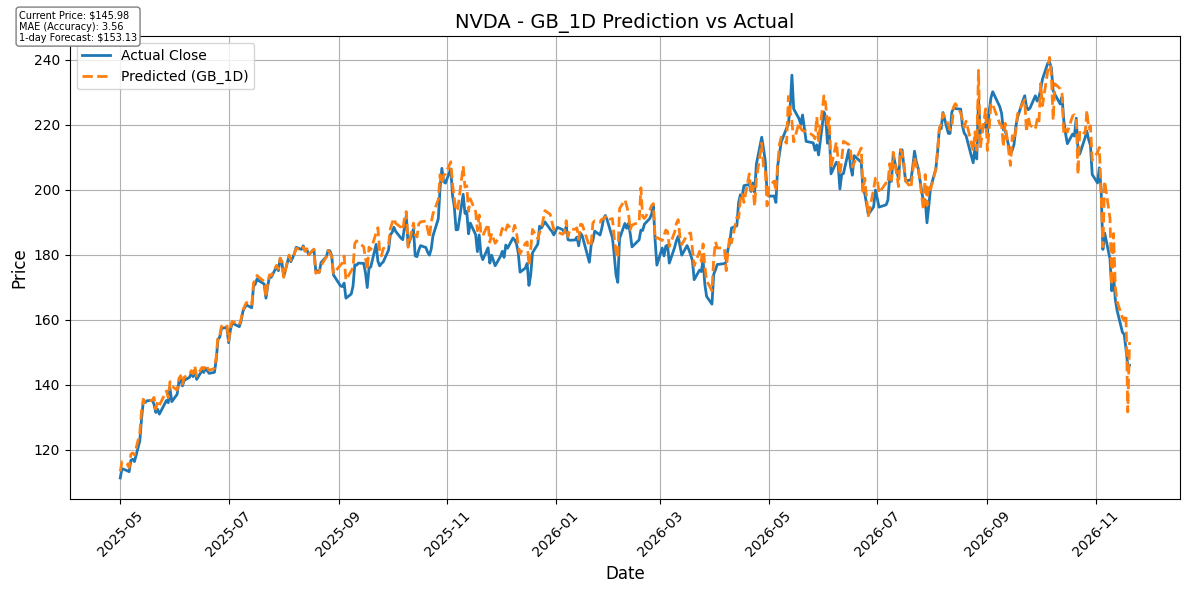 Current Price: $145.98
MAE (Accuracy): 3.56
1-day Forecast: $153.13
NVDA - GB_1D Prediction vs Actual
Actual Close
Predicted (GB_1D)
Price
240
220
200
180
160
140
120
2025-05
2025-07
2025-09
2025-11
2026-01
2026-03
2026-05
2026-07
2026-09
2026-11
Date